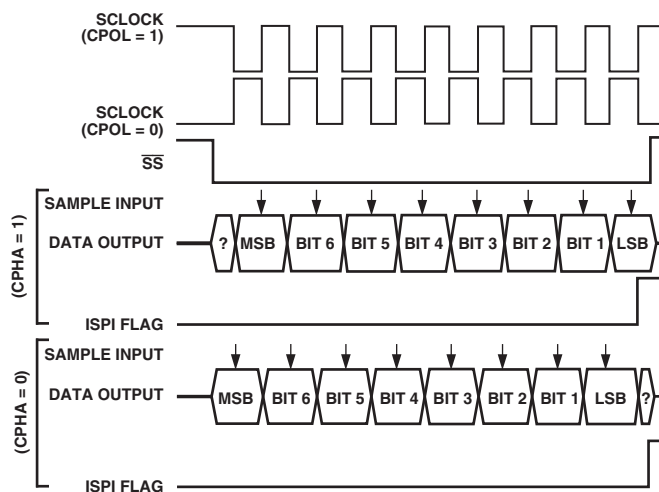 SCLOCK
(CPOL = 1)
SCLOCK
(CPOL = 0)
SS
(CPHA = 1)
SAMPLE INPUT
DATA OUTPUT
? MSB BIT 6 BIT 5 BIT 4 BIT 3 BIT 2 BIT 1 LSB
ISPI FLAG
(CPHA = 0)
SAMPLE INPUT
DATA OUTPUT
MSB BIT 6 BIT 5 BIT 4 BIT 3 BIT 2 BIT 1 LSB ?
ISPI FLAG